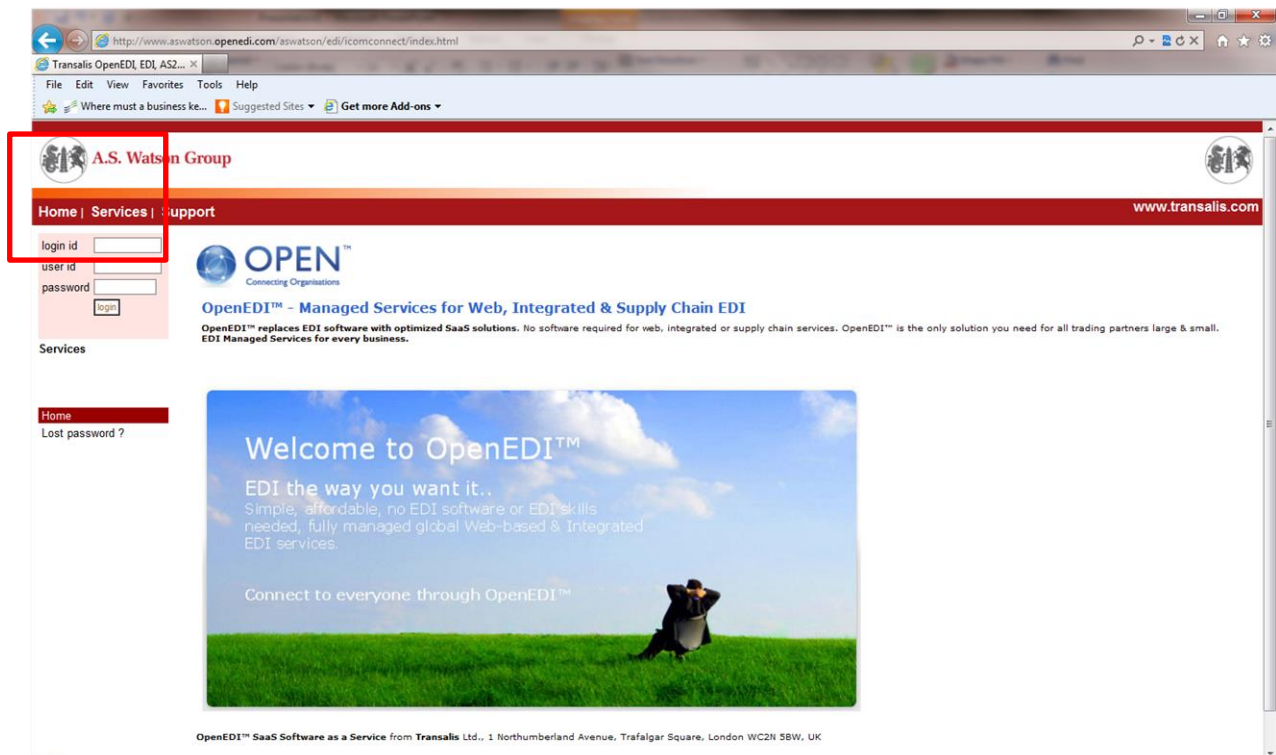 http://www.aswatson.openedi.com/aswatson/edi/icomconnect/index.html
Transalis OpenEDI, EDI, AS2...
File Edit View Favorites Tools Help
Where must a business ke... Suggested Sites Get more Add-ons
A.S. Watson Group
Home | Services | Support
www.transalis.com
login id
user id
password
login
Services
Home
Lost password ?
OPEN™
Connecting Organisations
OpenEDI™ - Managed Services for Web, Integrated & Supply Chain EDI
OpenEDI™ replaces EDI software with optimized SaaS solutions. No software required for web, integrated or supply chain services. OpenEDI™ is the only solution you need for all trading partners large & small.
EDI Managed Services for every business.
Welcome to OpenEDI™
EDI the way you want it..
Simple, affordable, no EDI software or EDI skills
needed, fully managed global Web-based & Integrated
EDI services.
Connect to everyone through OpenEDI™
OpenEDI™ SaaS Software as a Service from Transalis Ltd., 1 Northumberland Avenue, Trafalgar Square, London WC2N 5BW, UK